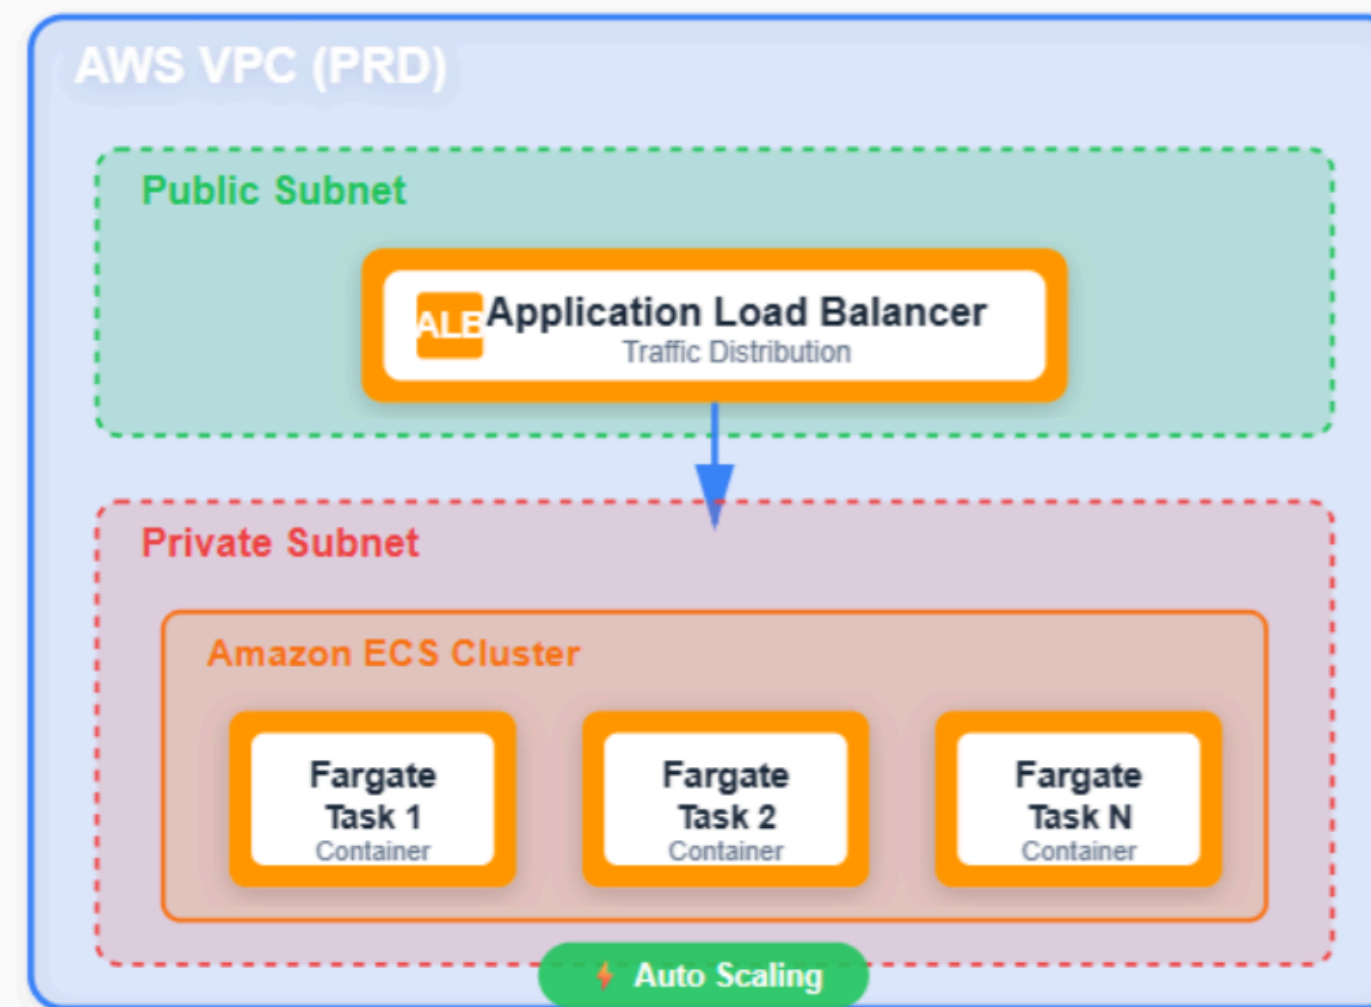 AWS VPC (PRD)
Public Subnet
ALB
Application Load Balancer
Traffic Distribution
Private Subnet
Amazon ECS Cluster
Fargate
Task 1
Container
Fargate
Task 2
Container
Fargate
Task N
Container
⚡ Auto Scaling